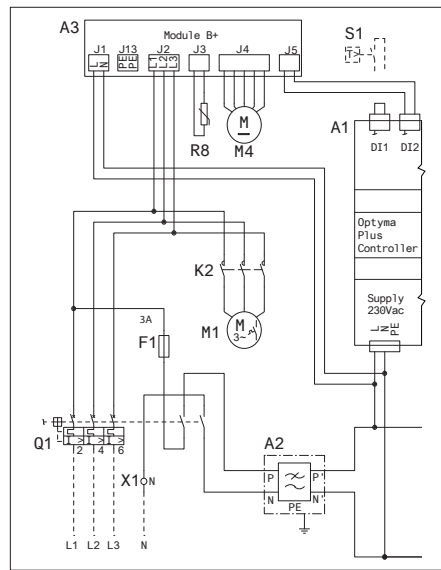 A3
Module B+
J1
J13
J2
J3
J4
J5
L
N
PE
PE
L1
L2
L3
S1
T>
R8
M
M4
A1
DI1
DI2
Optyma
Plus
Controller
Supply
230Vac
L
N
PE
K2
M
3~
M1
3A
F1
Q1
I >
I >
I >
2
4
6
X1
N
A2
P
P'
N
N'
PE
L1
L2
L3
N